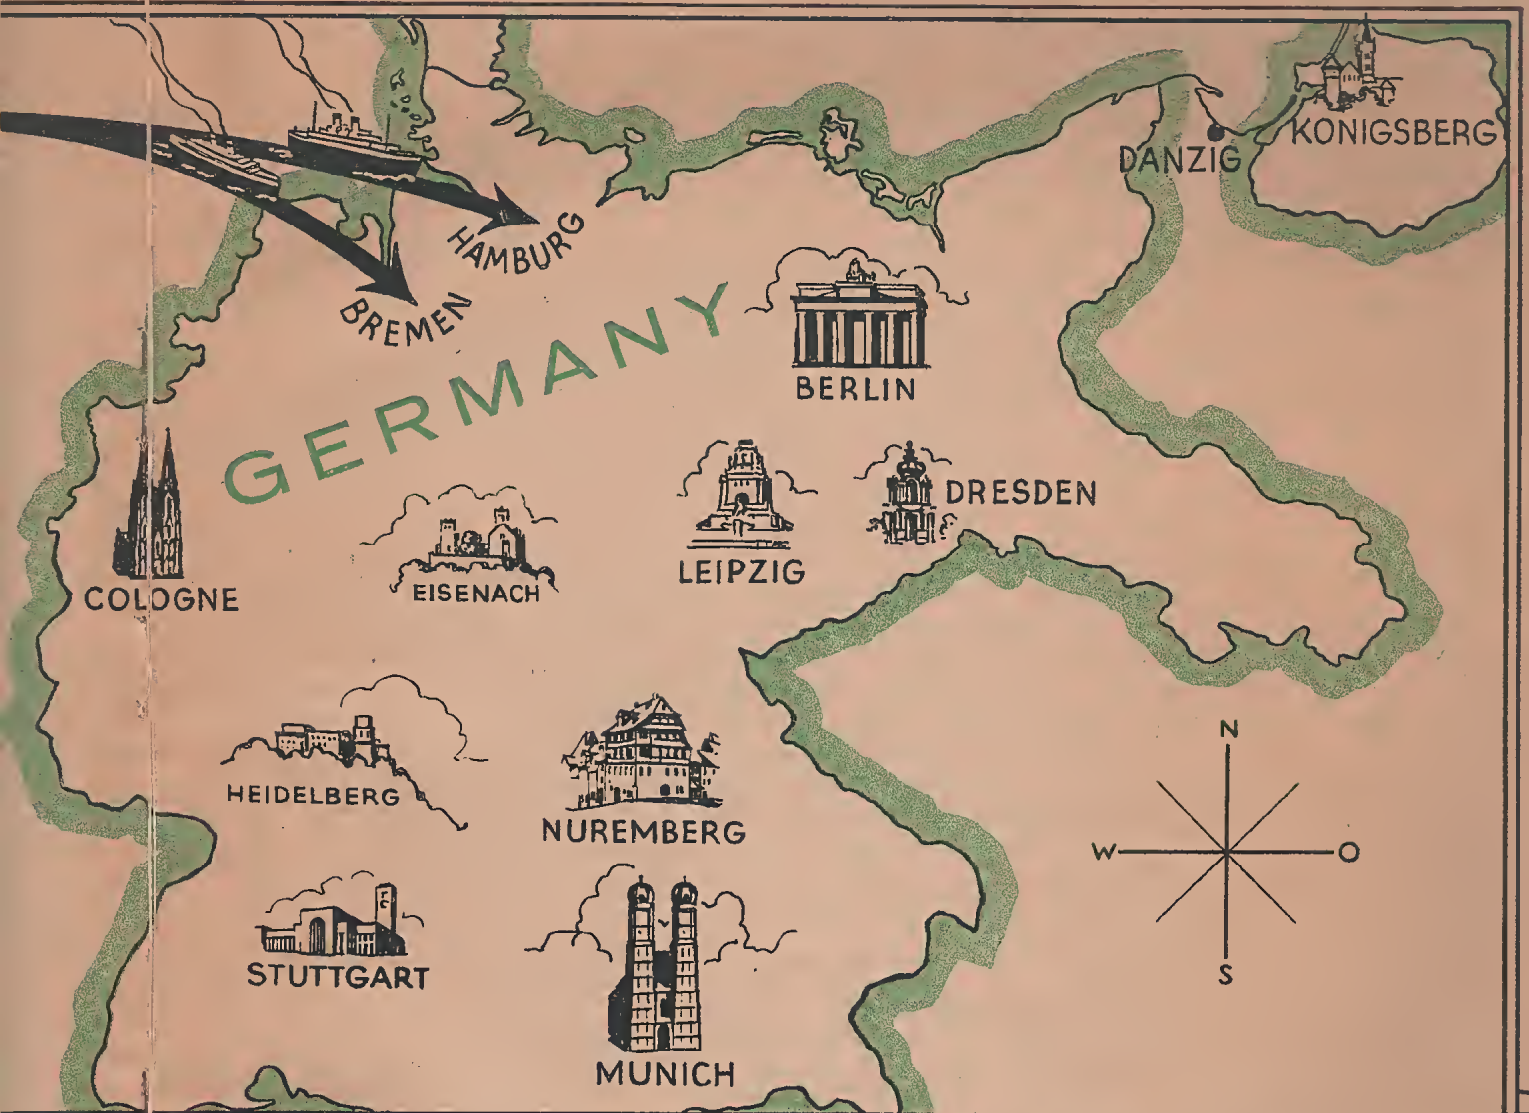 KONIGSBERG
DANZIG
HAMBURG
BREMEN
GERMANY
BERLIN
DRESDEN
LEIPZIG
EISENACH
COLOGNE
HEIDELBERG
NUREMBERG
STUTTGART
MUNICH
N
W
O
S